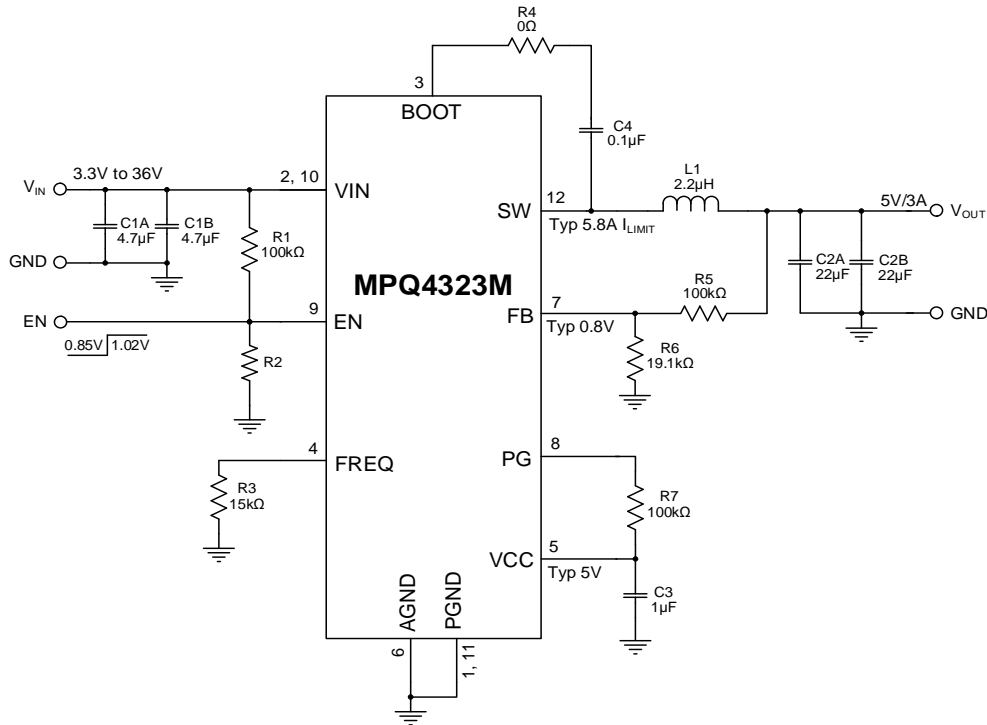 R4
0Ω
3
BOOT
C4
0.1µF
3.3V to 36V
2, 10
VIN
V_IN
C1A
4.7µF
C1B
4.7µF
GND
R1
100kΩ
L1
2.2µH
12
SW
Typ 5.8A I_LIMIT
5V/3A
V_OUT
C2A
22µF
C2B
22µF
GND
MPQ4323M
R5
100kΩ
7
FB
Typ 0.8V
R6
19.1kΩ
EN
9
EN
0.85V
1.02V
R2
4
FREQ
R3
15kΩ
8
PG
R7
100kΩ
5
VCC
Typ 5V
C3
1µF
AGND
PGND
6
1, 11